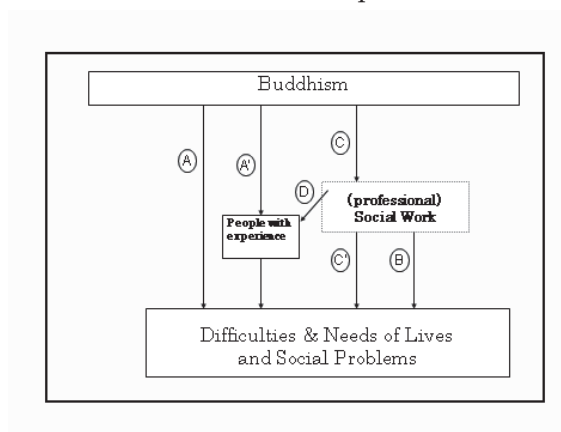 Buddhism
A
A'
C
D
(professional)
Social Work
People with
experience
C'
B
Difficulties & Needs of Lives
and Social Problems